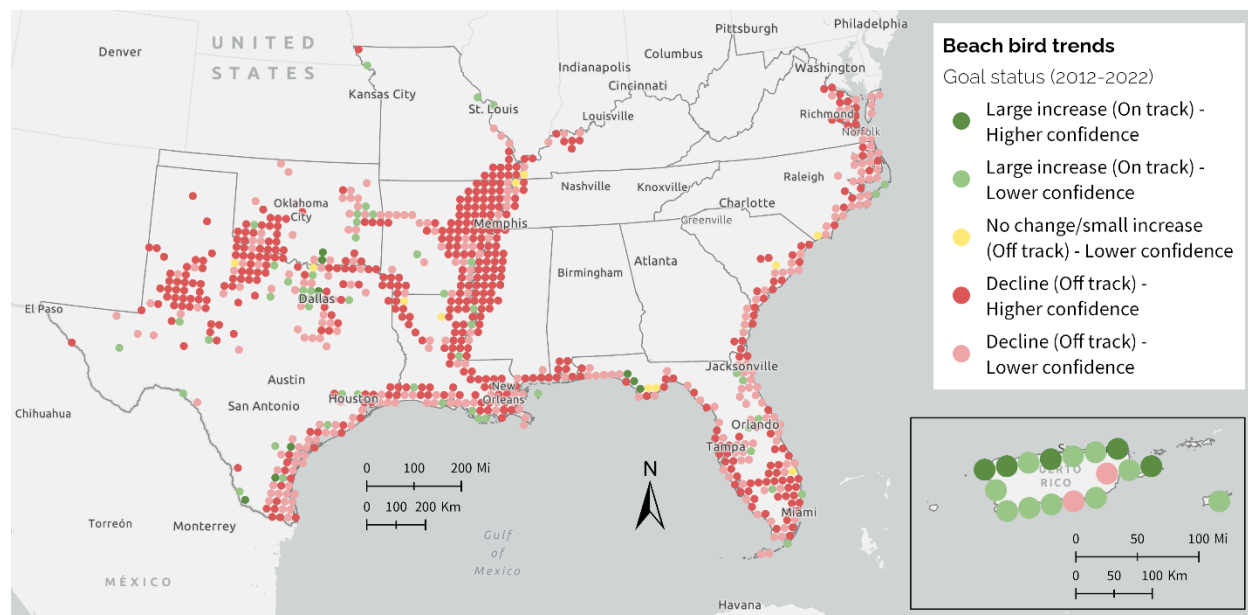 Philadelphia
Pittsburgh
UNITED
STATES
Denver
Columbus
Washington
Indianapolis
Cincinnati
Kansas City
St. Louis
Louisville
Richmond
Norfolk
Nashville
Knoxville
Raleigh
Oklahoma
City
Charlotte
Memphis
Greenville
Birmingham
Atlanta
Dallas
El Paso
Jacksonville
Austin
Houston
New
Orleans
San Antonio
Chihuahua
Orlando
Tampa
Miami
Torreón
Monterrey
Gulf
of
Mexico
MÉXICO
Havana
0 100 200 Mi
0 100 200 Km
N
Beach bird trends
Goal status (2012-2022)
Large increase (On track) -
Higher confidence
Large increase (On track) -
Lower confidence
No change/small increase
(Off track) - Lower confidence
Decline (Off track) -
Higher confidence
Decline (Off track) -
Lower confidence
RICO
0 50 100 Mi
0 50 100 Km